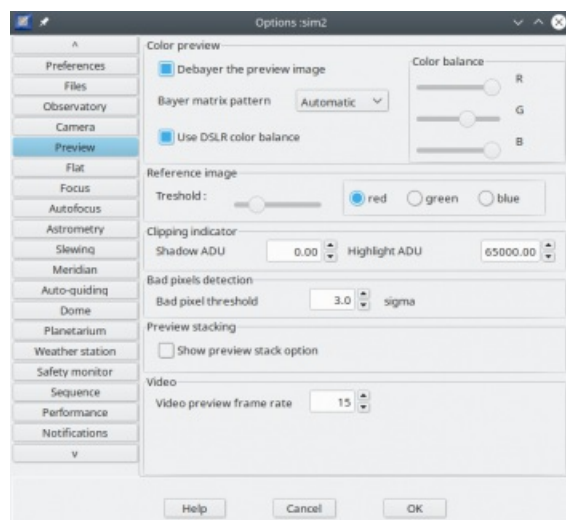 Options :sim2
^
Preferences
Files
Observatory
Camera
Preview
Flat
Focus
Autofocus
Astrometry
Slewing
Meridian
Auto-guiding
Dome
Planetarium
Weather station
Safety monitor
Sequence
Performance
Notifications
v
Color preview
Debayer the preview image
Bayer matrix pattern Automatic
Use DSLR color balance
Color balance
R
G
B
Reference image
Treshold : red green blue
Clipping indicator
Shadow ADU 0.00 Highlight ADU 65000.00
Bad pixels detection
Bad pixel threshold 3.0 sigma
Preview stacking
Show preview stack option
Video
Video preview frame rate 15
Help Cancel OK